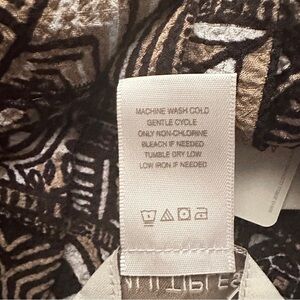 MACHINE WASH COLD
GENTLE CYCLE
ONLY NON-CHLORINE
BLEACH IF NEEDED
TUMBLE DRY LOW
LOW IRON IF NEEDED